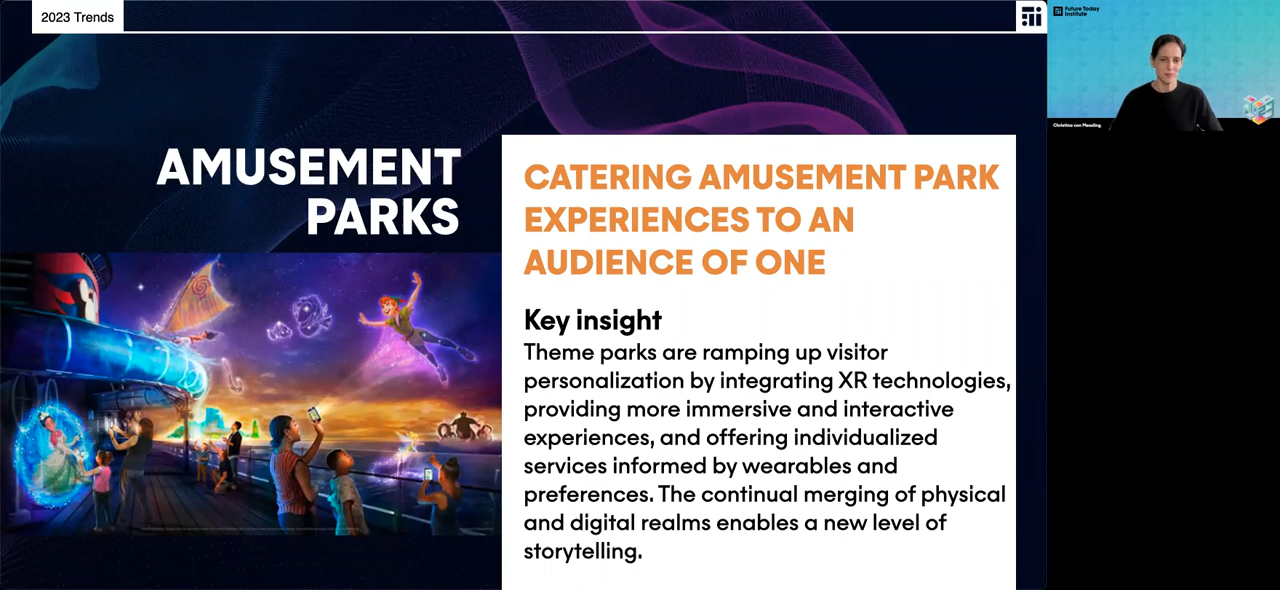 2023 Trends
Future Today
Institute
Christina von Messling
AMUSEMENT
PARKS
CATERING AMUSEMENT PARK
EXPERIENCES TO AN
AUDIENCE OF ONE
Key insight
Theme parks are ramping up visitor
personalization by integrating XR technologies,
providing more immersive and interactive
experiences, and offering individualized
services informed by wearables and
preferences. The continual merging of physical
and digital realms enables a new level of
storytelling.